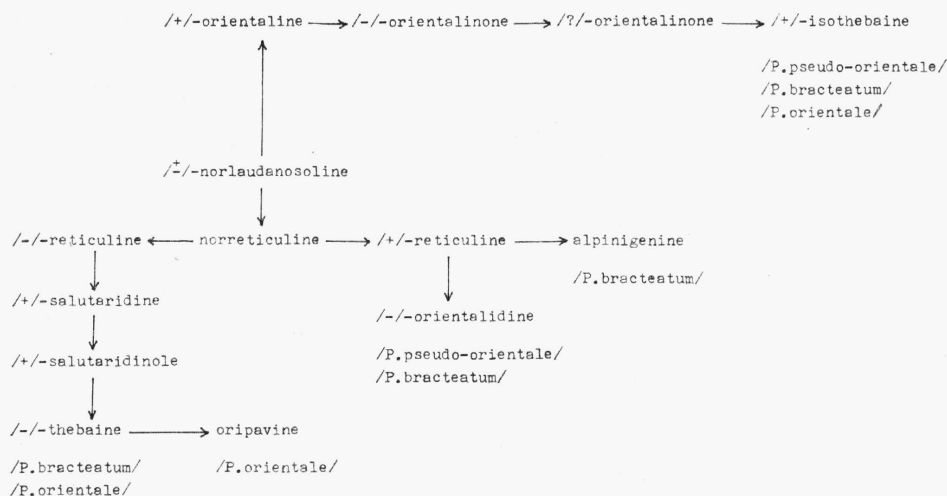 /+/-orientaline /-/-orientalinone /?/-orientalinone /+/-isothebaine
/P.pseudo-orientale/
/P.bracteatum/
/P.orientale/
/±/-norlaudanosoline
/-/-reticuline norreticuline /+/-reticuline alpinigenine
/P.bracteatum/
/+/-salutaridine
/-/-orientalidine
/P.pseudo-orientale/
/+/-salutaridinole
/P.bracteatum/
/-/-thebaine oripavine
/P.bracteatum/ /P.orientale/
/P.orientale/